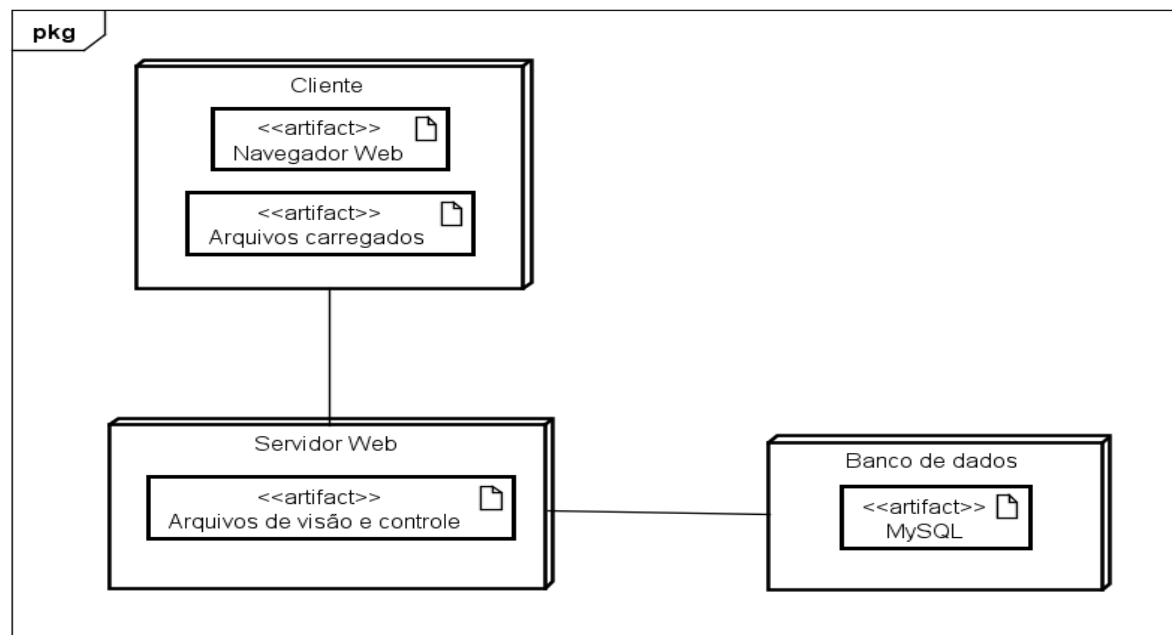 pkg
Cliente
<<artifact>>
Navegador Web
<<artifact>>
Arquivos carregados
Servidor Web
<<artifact>>
Arquivos de visão e controle
Banco de dados
<<artifact>>
MySQL